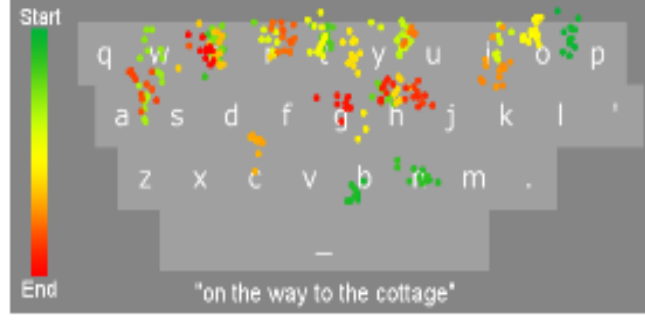 Start
q w e r t y u i o p
a s d f g h j k l '
z x c v b n m .
_
End
"on the way to the cottage"